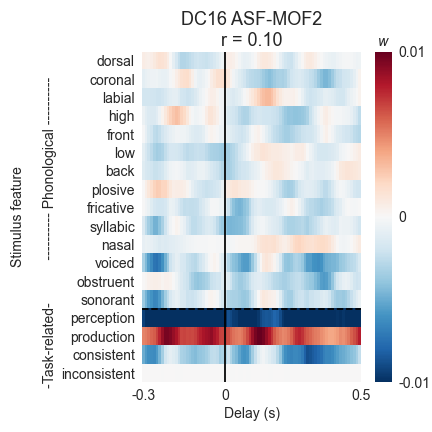 DC16 ASF-MOF2
r = 0.10
w
0.01
0
-0.01
Stimulus feature
---------- Phonological ----------
-Task-related-
dorsal
coronal
labial
high
front
low
back
plosive
fricative
syllabic
nasal
voiced
obstruent
sonorant
perception
production
consistent
inconsistent
-0.3
0
0.5
Delay (s)